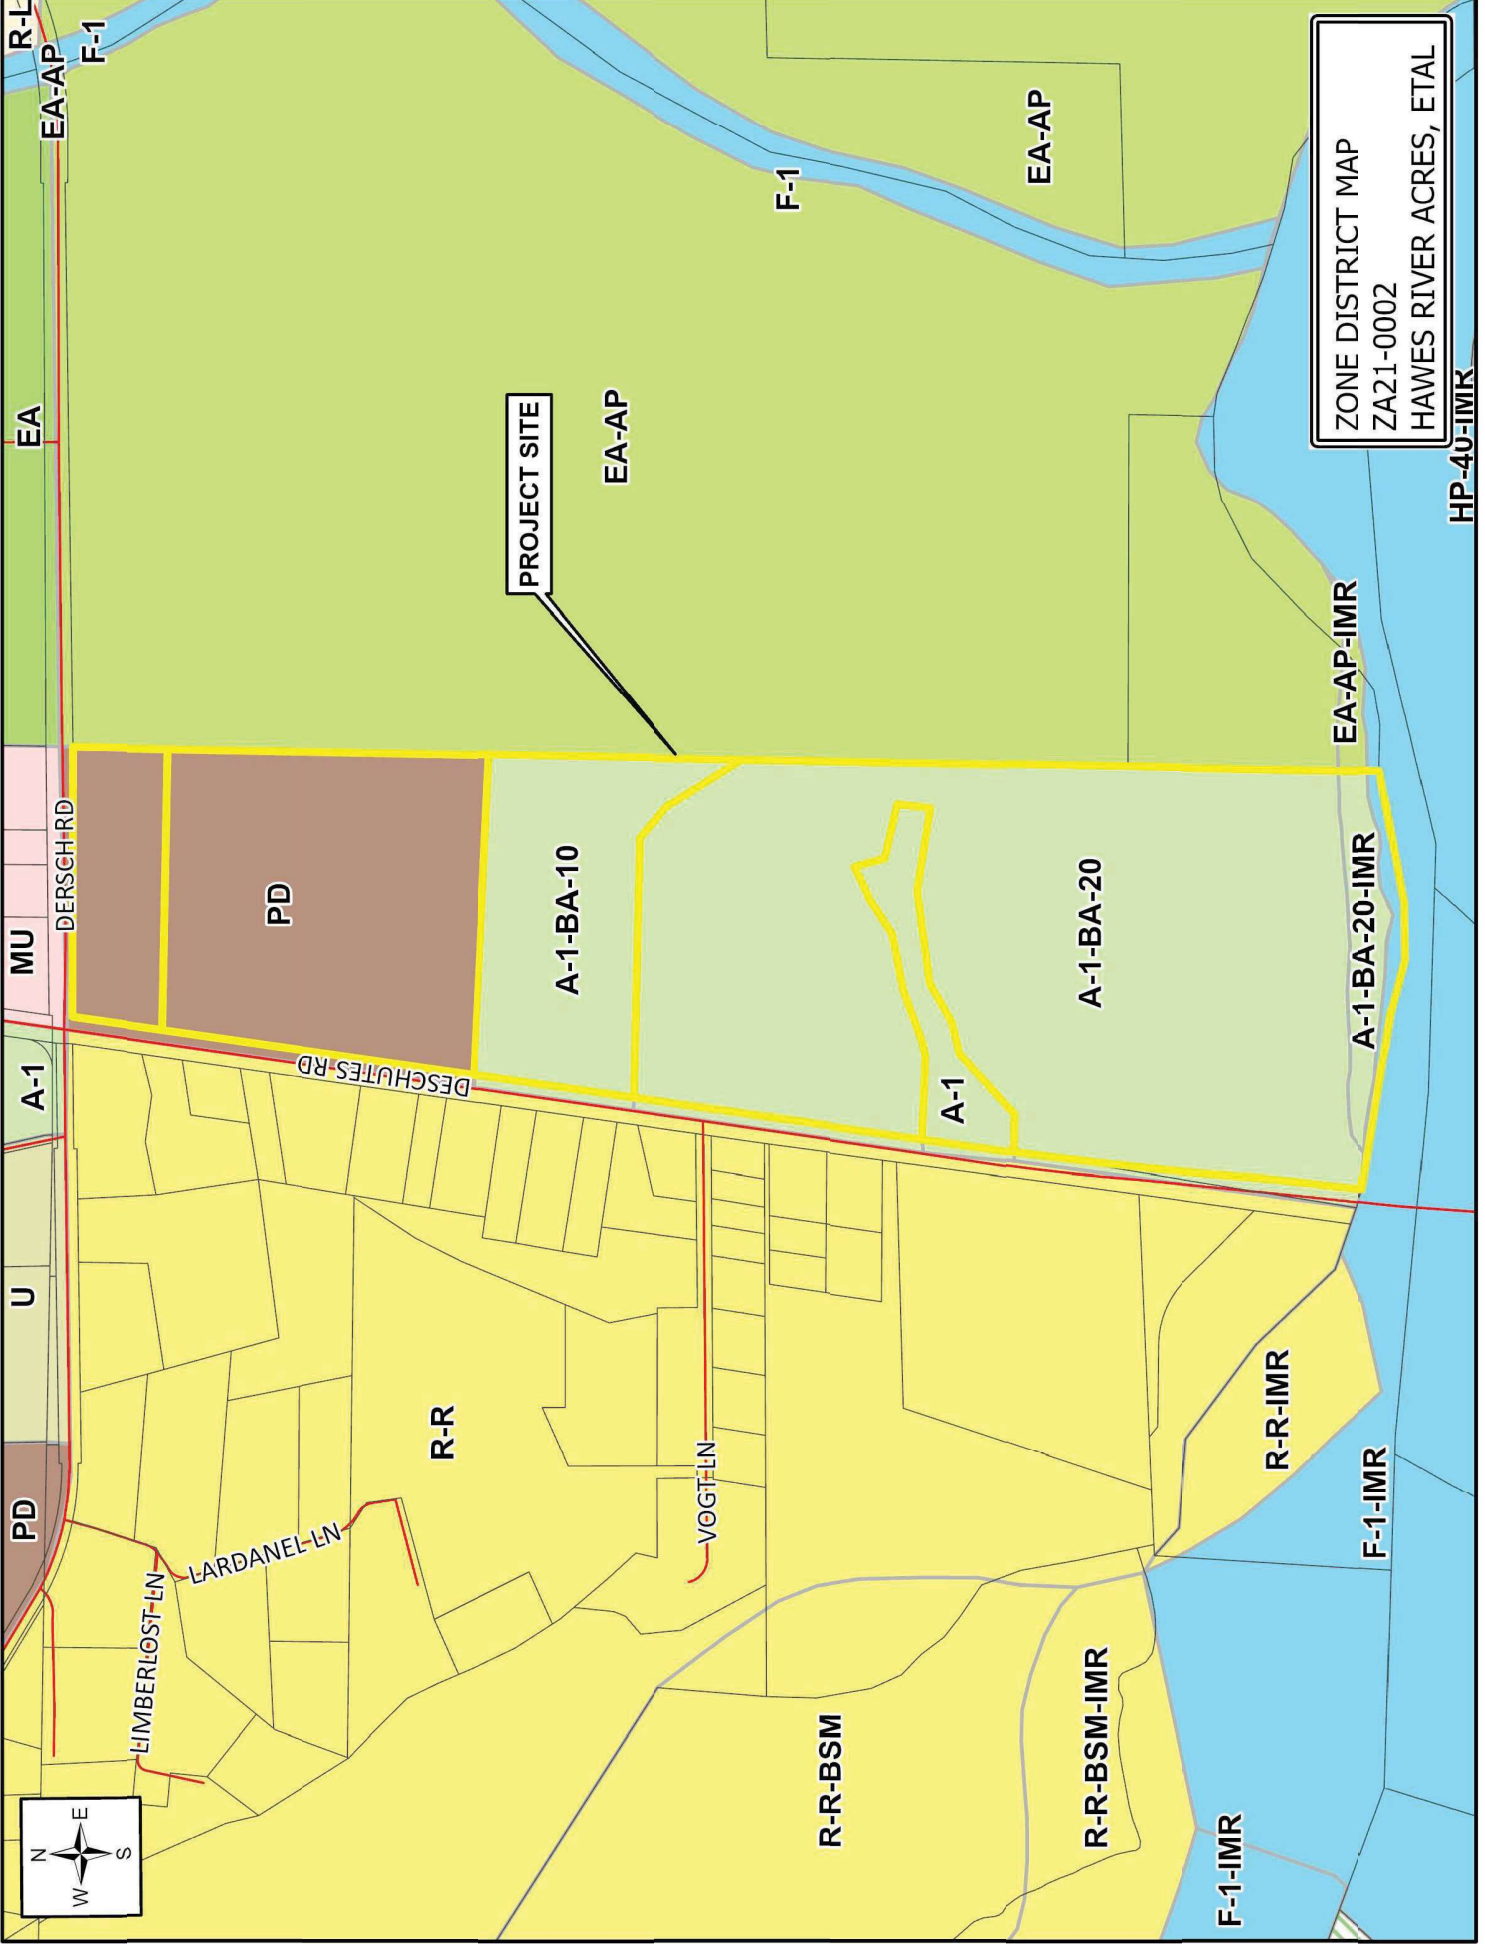 N
W
E
S
PD
U
A-1
MU
EA
R-L
EA-AP
F-1
DERSCH RD
LIMBERLOST LN
LARDANEL LN
DESCHUTES RD
PD
R-R
PROJECT SITE
EA-AP
A-1-BA-10
VOGT LN
F-1
R-R-BSM
A-1
EA-AP
R-R-BSM-IMR
A-1-BA-20
F-1-IMR
R-R-IMR
A-1-BA-20-IMR
EA-AP-IMR
F-1-IMR
HP-40-IMR
ZONE DISTRICT MAP
ZA21-0002
HAWES RIVER ACRES, ETAL